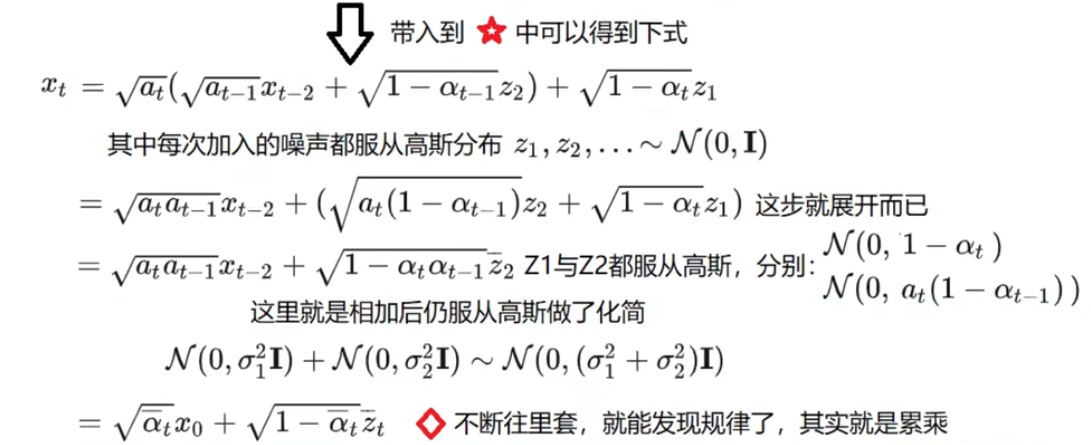 带入到 ☆ 中可以得到下式
$x_t = \sqrt{a_t}(\sqrt{a_{t-1}}x_{t-2} + \sqrt{1-\alpha_{t-1}}z_2) + \sqrt{1-\alpha_t}z_1$
其中每次加入的噪声都服从高斯分布 $z_1, z_2, \ldots \sim \mathcal{N}(0, \mathbf{I})$
$= \sqrt{a_t a_{t-1}}x_{t-2} + (\sqrt{a_t(1-\alpha_{t-1})}z_2 + \sqrt{1-\alpha_t}z_1)$ 这步就展开而已
$= \sqrt{a_t a_{t-1}}x_{t-2} + \sqrt{1-\alpha_t\alpha_{t-1}}\bar{z}_2$ Z1与Z2都服从高斯，分别：$\mathcal{N}(0, 1-\alpha_t)$
$\mathcal{N}(0, a_t(1-\alpha_{t-1}))$
这里就是相加后仍服从高斯做了化简
$\mathcal{N}(0, \sigma_1^2\mathbf{I}) + \mathcal{N}(0, \sigma_2^2\mathbf{I}) \sim \mathcal{N}(0, (\sigma_1^2 + \sigma_2^2)\mathbf{I})$
$= \sqrt{\bar{\alpha}_t}x_0 + \sqrt{1-\bar{\alpha}_t}\bar{z}_t$ ◇ 不断往里套，就能发现规律了，其实就是累乘